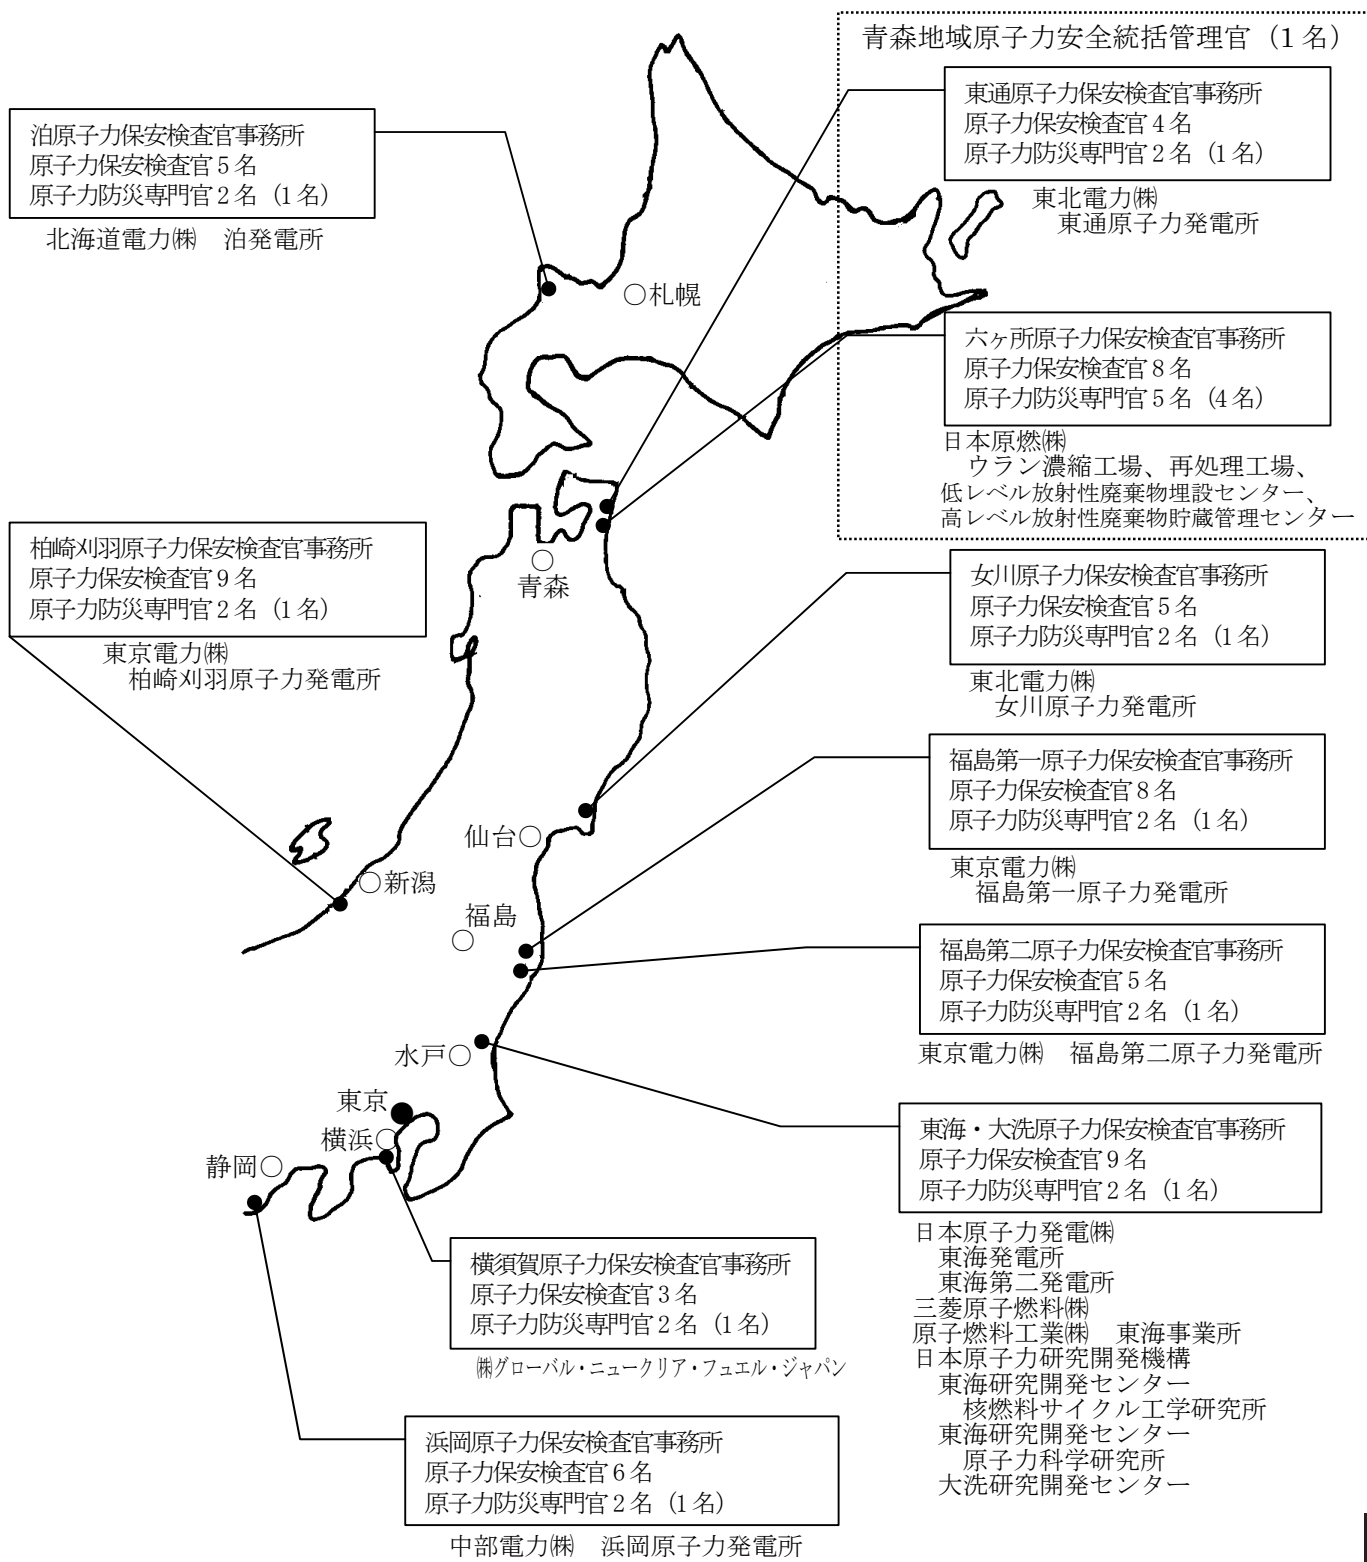 青森地域原子力安全統括管理官（1名）
東通原子力保安検査官事務所
原子力保安検査官4名
原子力防災専門官2名（1名）
東北電力㈱
東通原子力発電所
泊原子力保安検査官事務所
原子力保安検査官5名
原子力防災専門官2名（1名）
北海道電力㈱　泊発電所
○札幌
六ヶ所原子力保安検査官事務所
原子力保安検査官8名
原子力防災専門官5名（4名）
日本原燃㈱
ウラン濃縮工場、再処理工場、
低レベル放射性廃棄物埋設センター、
高レベル放射性廃棄物貯蔵管理センター
柏崎刈羽原子力保安検査官事務所
原子力保安検査官9名
原子力防災専門官2名（1名）
東京電力㈱
柏崎刈羽原子力発電所
○
青森
女川原子力保安検査官事務所
原子力保安検査官5名
原子力防災専門官2名（1名）
東北電力㈱
女川原子力発電所
福島第一原子力保安検査官事務所
原子力保安検査官8名
原子力防災専門官2名（1名）
東京電力㈱
福島第一原子力発電所
仙台○
○新潟
福島
○
福島第二原子力保安検査官事務所
原子力保安検査官5名
原子力防災専門官2名（1名）
東京電力㈱　福島第二原子力発電所
水戸○
東京
横浜○
静岡○
東海・大洗原子力保安検査官事務所
原子力保安検査官9名
原子力防災専門官2名（1名）
日本原子力発電㈱
東海発電所
東海第二発電所
三菱原子燃料㈱
原子燃料工業㈱　東海事業所
日本原子力研究開発機構
東海研究開発センター
核燃料サイクル工学研究所
東海研究開発センター
原子力科学研究所
大洗研究開発センター
横須賀原子力保安検査官事務所
原子力保安検査官3名
原子力防災専門官2名（1名）
㈱グローバル・ニュークリア・フュエル・ジャパン
浜岡原子力保安検査官事務所
原子力保安検査官6名
原子力防災専門官2名（1名）
中部電力㈱　浜岡原子力発電所